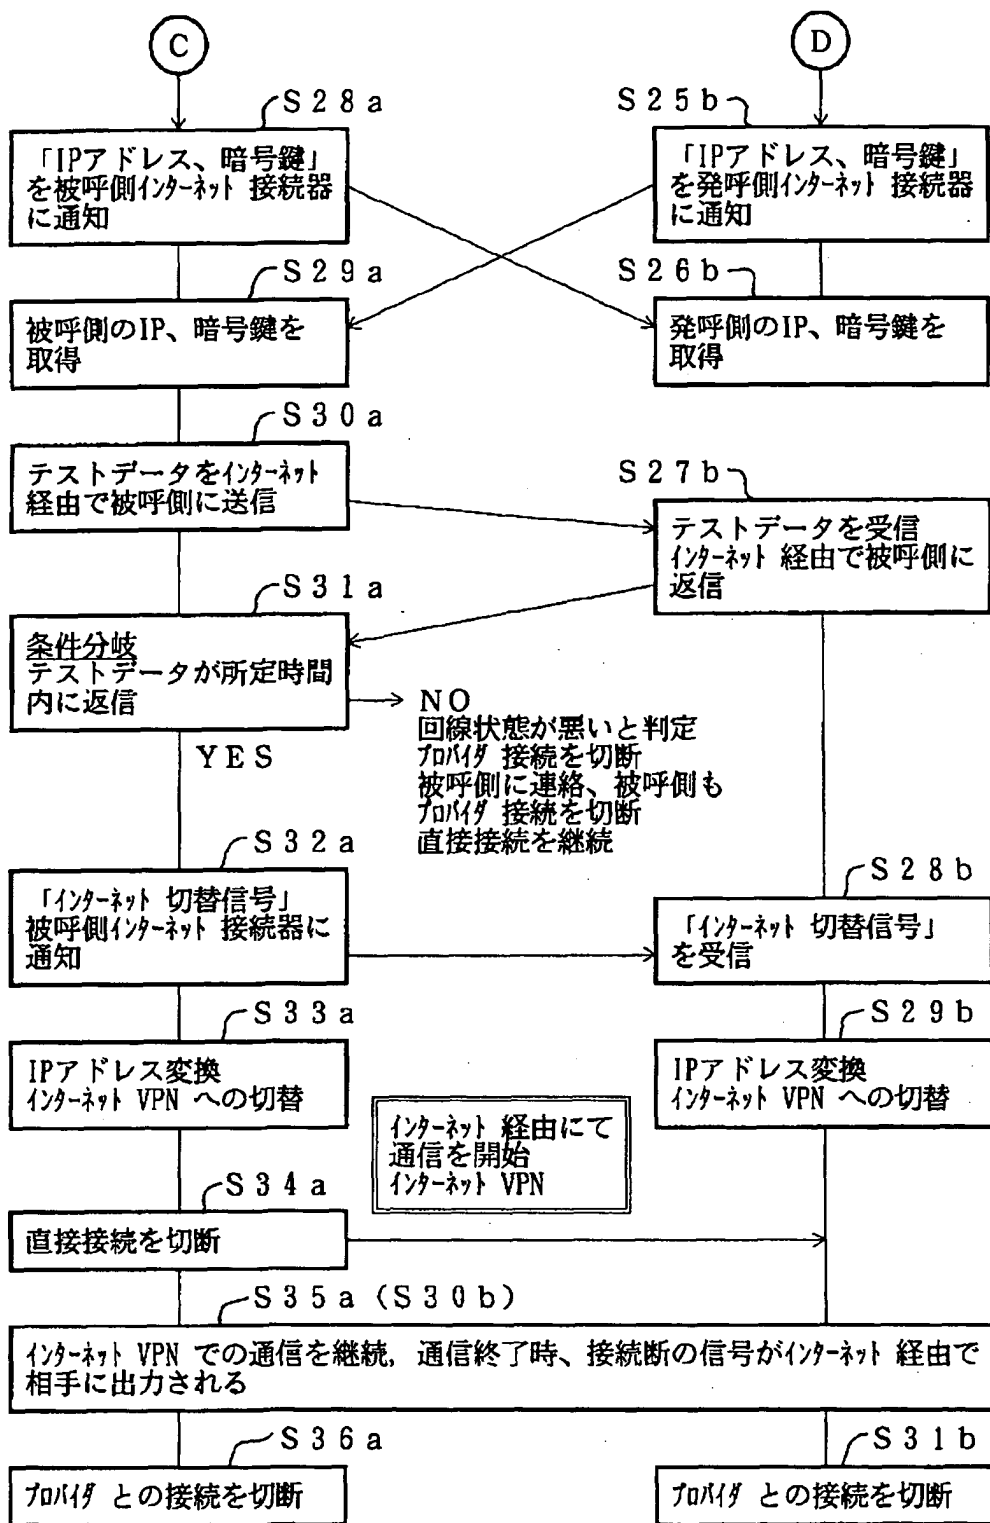 C
D
S28a
S25b
「IPアドレス、暗号鍵」
を被呼側インターネット 接続器
に通知
「IPアドレス、暗号鍵」
を発呼側インターネット 接続器
に通知
S29a
S26b
被呼側のIP、暗号鍵を
取得
発呼側のIP、暗号鍵を
取得
S30a
テストデータをインターネット
経由で被呼側に送信
S27b
テストデータを受信
インターネット 経由で被呼側に
返信
S31a
条件分岐
テストデータが所定時間
内に返信
NO
回線状態が悪いと判定
プロバイダ 接続を切断
被呼側に連絡、被呼側も
プロバイダ 接続を切断
直接接続を継続
YES
S32a
「インターネット 切替信号」
被呼側インターネット 接続器に
通知
S28b
「インターネット 切替信号」
を受信
S33a
S29b
IPアドレス変換
インターネット VPN への切替
IPアドレス変換
インターネット VPN への切替
インターネット 経由にて
通信を開始
インターネット VPN
S34a
直接接続を切断
S35a(S30b)
インターネット VPN での通信を継続, 通信終了時、接続断の信号がインターネット 経由で
相手に出力される
S36a
S31b
プロバイダ との接続を切断
プロバイダ との接続を切断